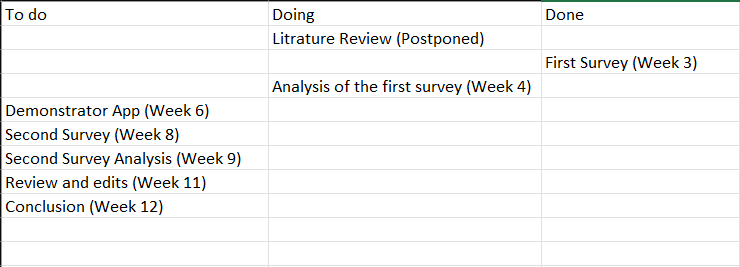 To do Doing Done
Litrature Review (Postponed)
First Survey (Week 3)
Analysis of the first survey (Week 4)
Demonstrator App (Week 6)
Second Survey (Week 8)
Second Survey Analysis (Week 9)
Review and edits (Week 11)
Conclusion (Week 12)